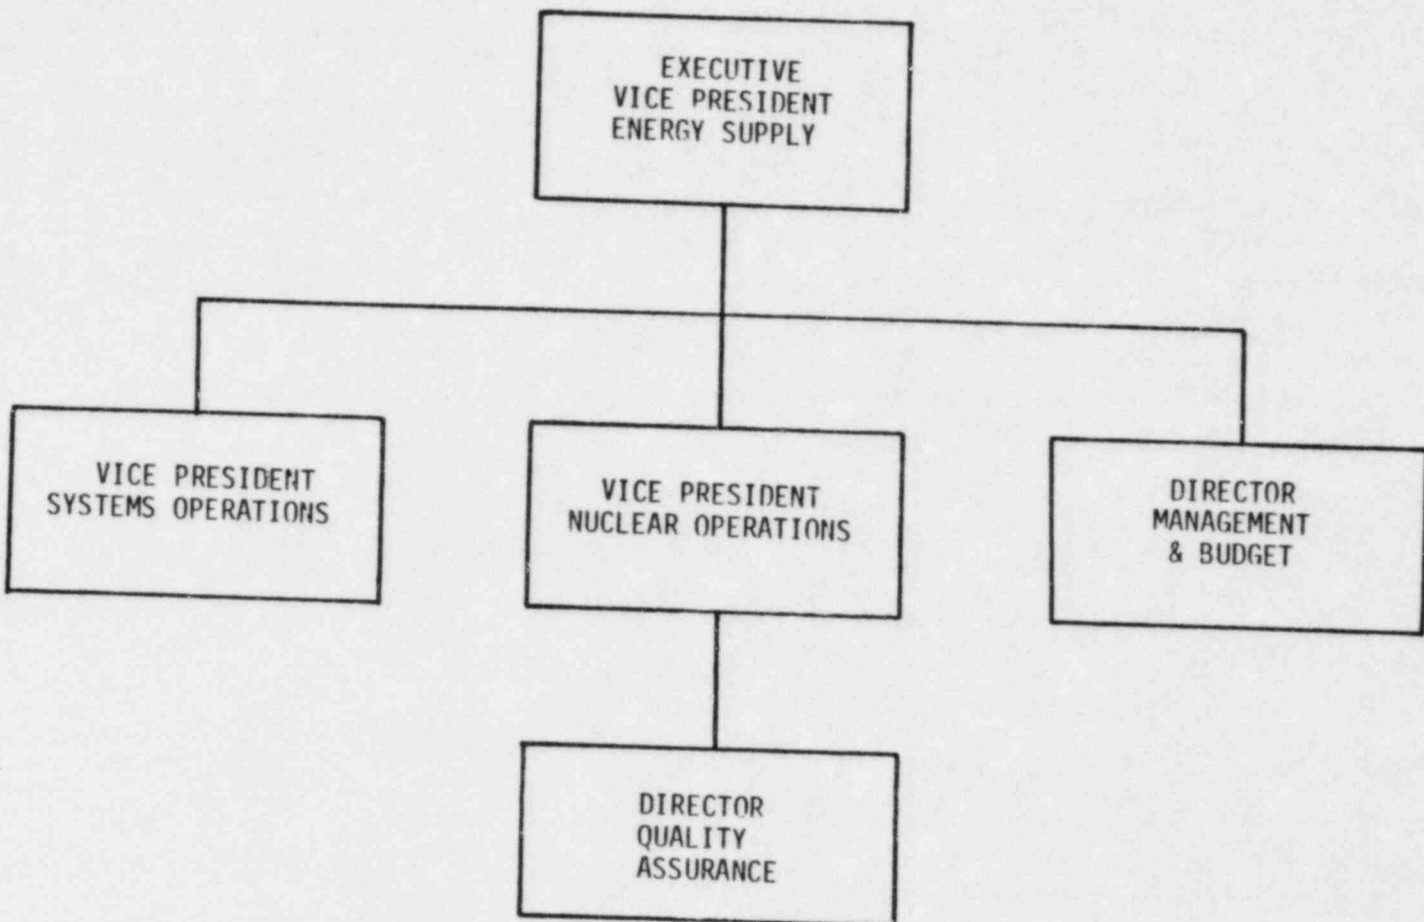 EXECUTIVE
VICE PRESIDENT
ENERGY SUPPLY
VICE PRESIDENT
SYSTEMS OPERATIONS
VICE PRESIDENT
NUCLEAR OPERATIONS
DIRECTOR
MANAGEMENT
& BUDGET
DIRECTOR
QUALITY
ASSURANCE